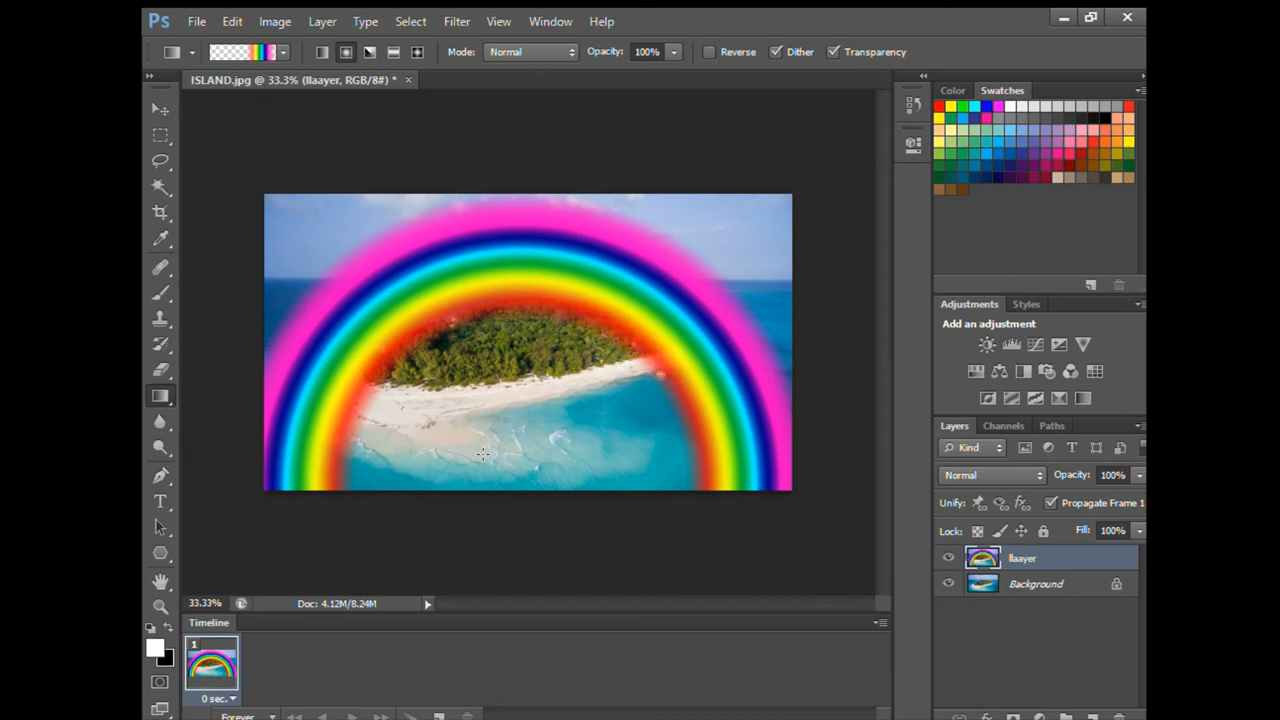 Ps File Edit Image Layer Type Select Filter View Window Help
Mode: Normal Opacity: 100% Reverse Dither Transparency
ISLAND.jpg @ 33.3% (llaayer, RGB/8#) * ×
Color Swatches
Adjustments Styles
Add an adjustment
Layers Channels Paths
Kind
Normal Opacity: 100%
Unify: Propagate Frame 1
Lock: Fill: 100%
llaayer
Background
33.33% Doc: 4.12M/8.24M
Timeline
1
0 sec.
Forever